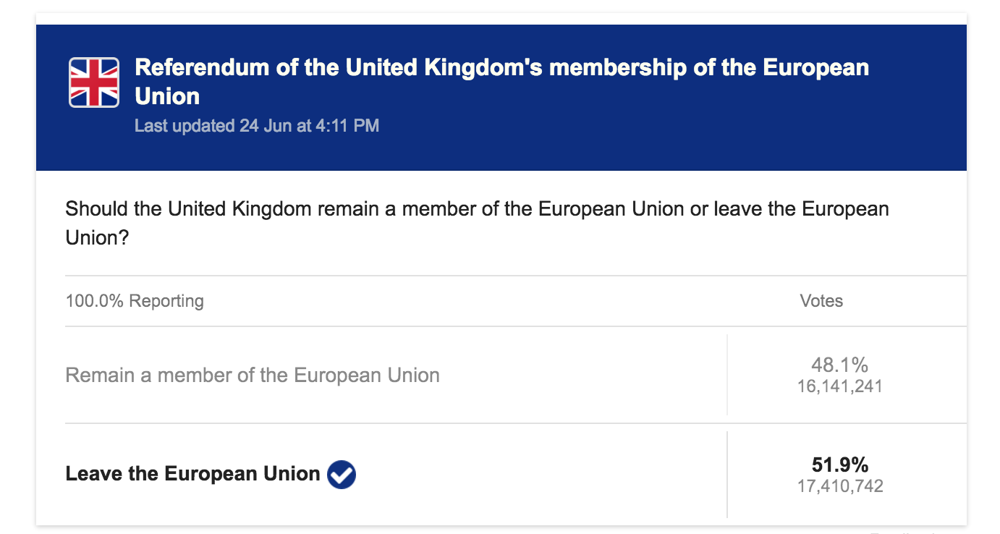 Referendum of the United Kingdom's membership of the European
Union
Last updated 24 Jun at 4:11 PM
Should the United Kingdom remain a member of the European Union or leave the European
Union?
100.0% Reporting Votes
Remain a member of the European Union
48.1%
16,141,241
Leave the European Union
51.9%
17,410,742